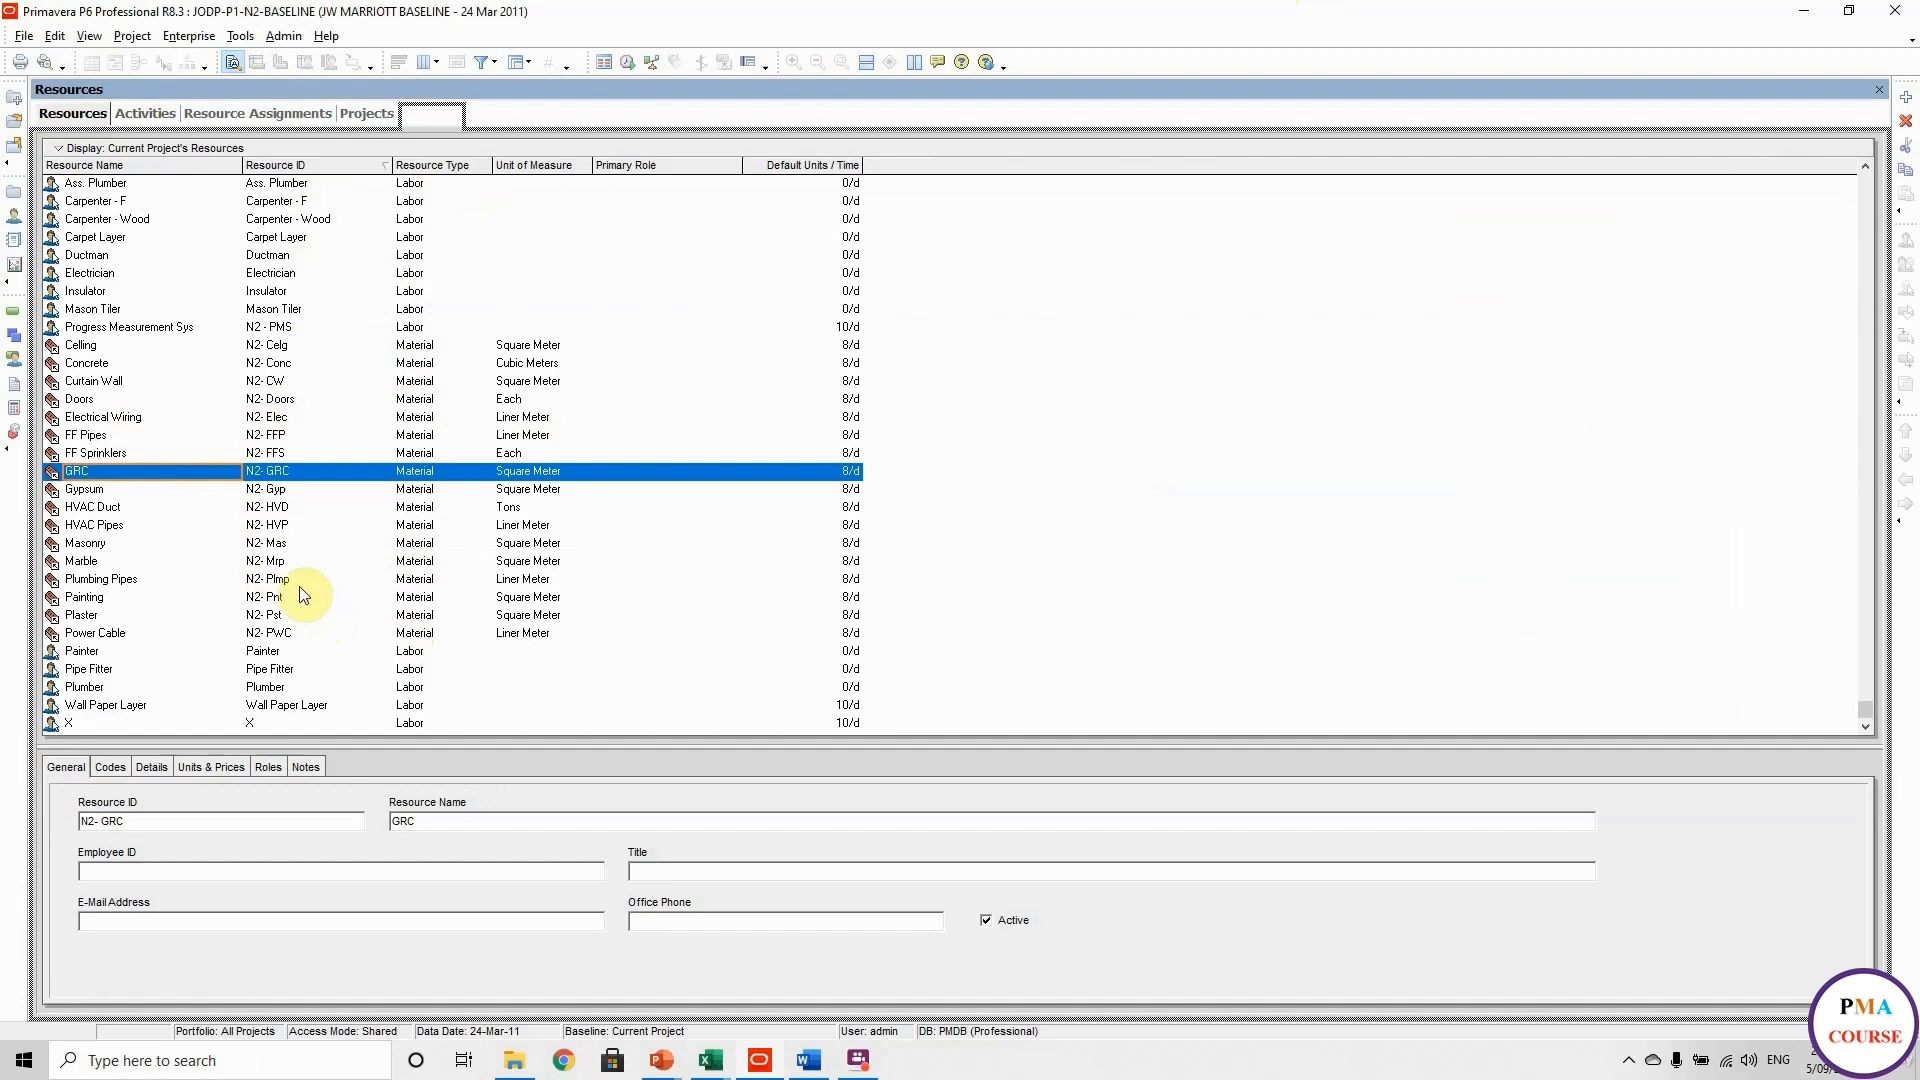 Primavera P6 Professional R8.3 : JODP-P1-N2-BASELINE (JW MARRIOTT BASELINE - 24 Mar 2011)
File Edit View Project Enterprise Tools Admin Help
Resources
Resources Activities Resource Assignments Projects
Display: Current Project's Resources
Resource Name Resource ID Resource Type Unit of Measure Primary Role Default Units / Time
Ass. Plumber Ass. Plumber Labor 0/d
Carpenter - F Carpenter - F Labor 0/d
Carpenter - Wood Carpenter - Wood Labor 0/d
Carpet Layer Carpet Layer Labor 0/d
Ductman Ductman Labor 0/d
Electrician Electrician Labor 0/d
Insulator Insulator Labor 0/d
Mason Tiler Mason Tiler Labor 0/d
Progress Measurement Sys N2 - PMS Labor 10/d
Celling N2- Celg Material Square Meter 8/d
Concrete N2- Conc Material Cubic Meters 8/d
Curtain Wall N2- CW Material Square Meter 8/d
Doors N2- Doors Material Each 8/d
Electrical Wiring N2- Elec Material Liner Meter 8/d
FF Pipes N2- FFP Material Liner Meter 8/d
FF Sprinklers N2- FFS Material Each 8/d
GRC N2- GRC Material Square Meter 8/d
Gypsum N2- Gyp Material Square Meter 8/d
HVAC Duct N2- HVD Material Tons 8/d
HVAC Pipes N2- HVP Material Liner Meter 8/d
Masonry N2- Mas Material Square Meter 8/d
Marble N2- Mrp Material Square Meter 8/d
Plumbing Pipes N2- Plmp Material Liner Meter 8/d
Painting N2- Pnt Material Square Meter 8/d
Plaster N2- Pst Material Square Meter 8/d
Power Cable N2- PWC Material Liner Meter 8/d
Painter Painter Labor 0/d
Pipe Fitter Pipe Fitter Labor 0/d
Plumber Plumber Labor 0/d
Wall Paper Layer Wall Paper Layer Labor 10/d
X X Labor 10/d
General Codes Details Units & Prices Roles Notes
Resource ID Resource Name
N2- GRC GRC
Employee ID Title
E-Mail Address Office Phone
Active
PMA
COURSE
Portfolio: All Projects Access Mode: Shared Data Date: 24-Mar-11 Baseline: Current Project User: admin DB: PMDB (Professional)
Type here to search
ENG